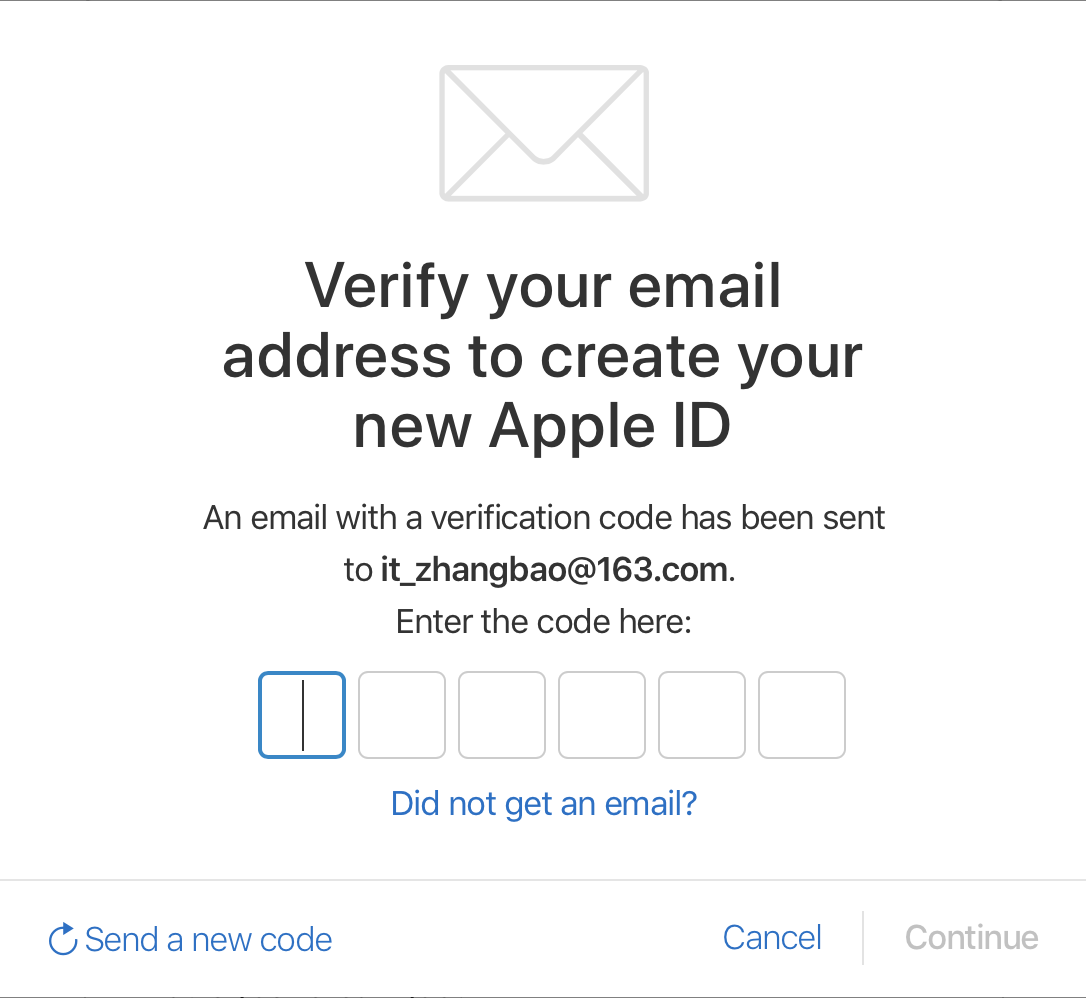 Verify your email
address to create your
new Apple ID
An email with a verification code has been sent
to it_zhangbao@163.com.
Enter the code here:
Did not get an email?
Send a new code
Cancel
Continue